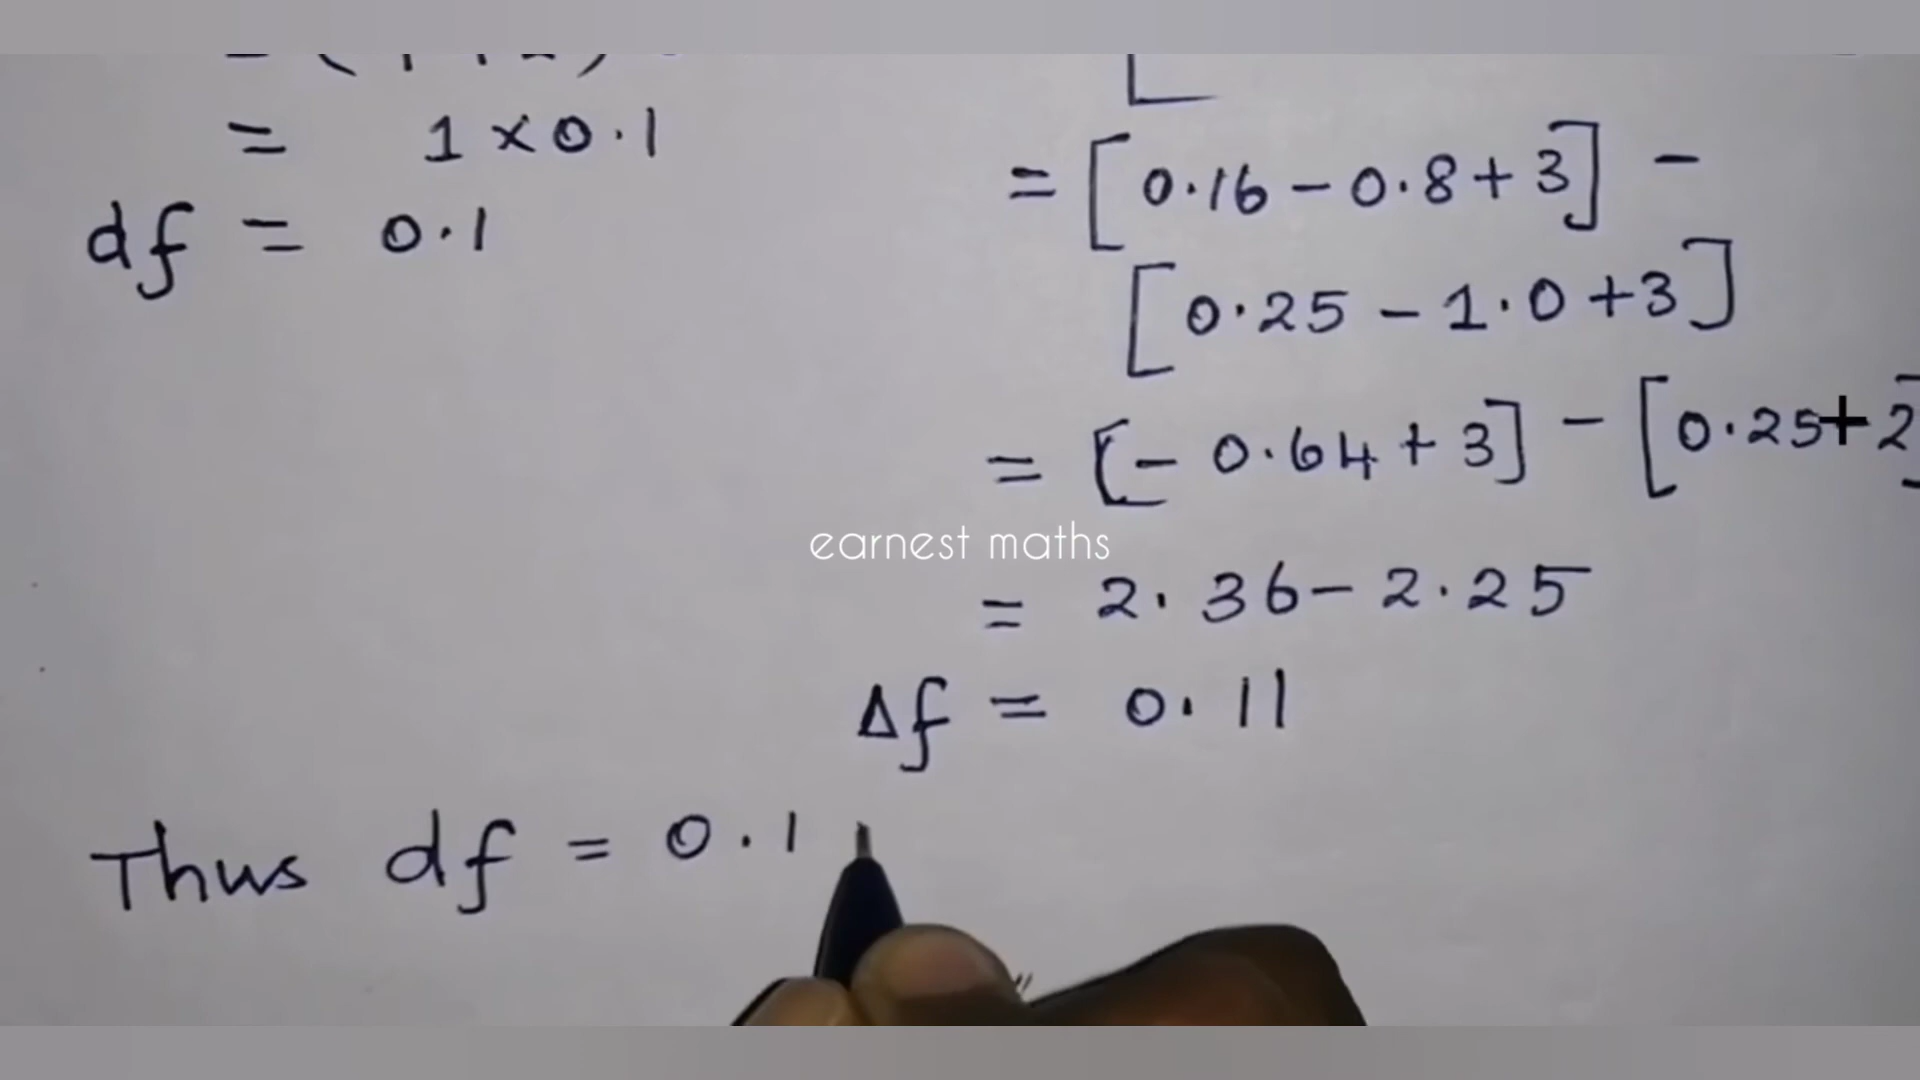 = 1 × 0.1
df = 0.1
= [0.16 - 0.8 + 3] -
[0.25 - 1.0 + 3]
= [- 0.64 + 3] - [0.25 + 2]
earnest maths
= 2.36 - 2.25
Δf = 0.11
Thus df = 0.1